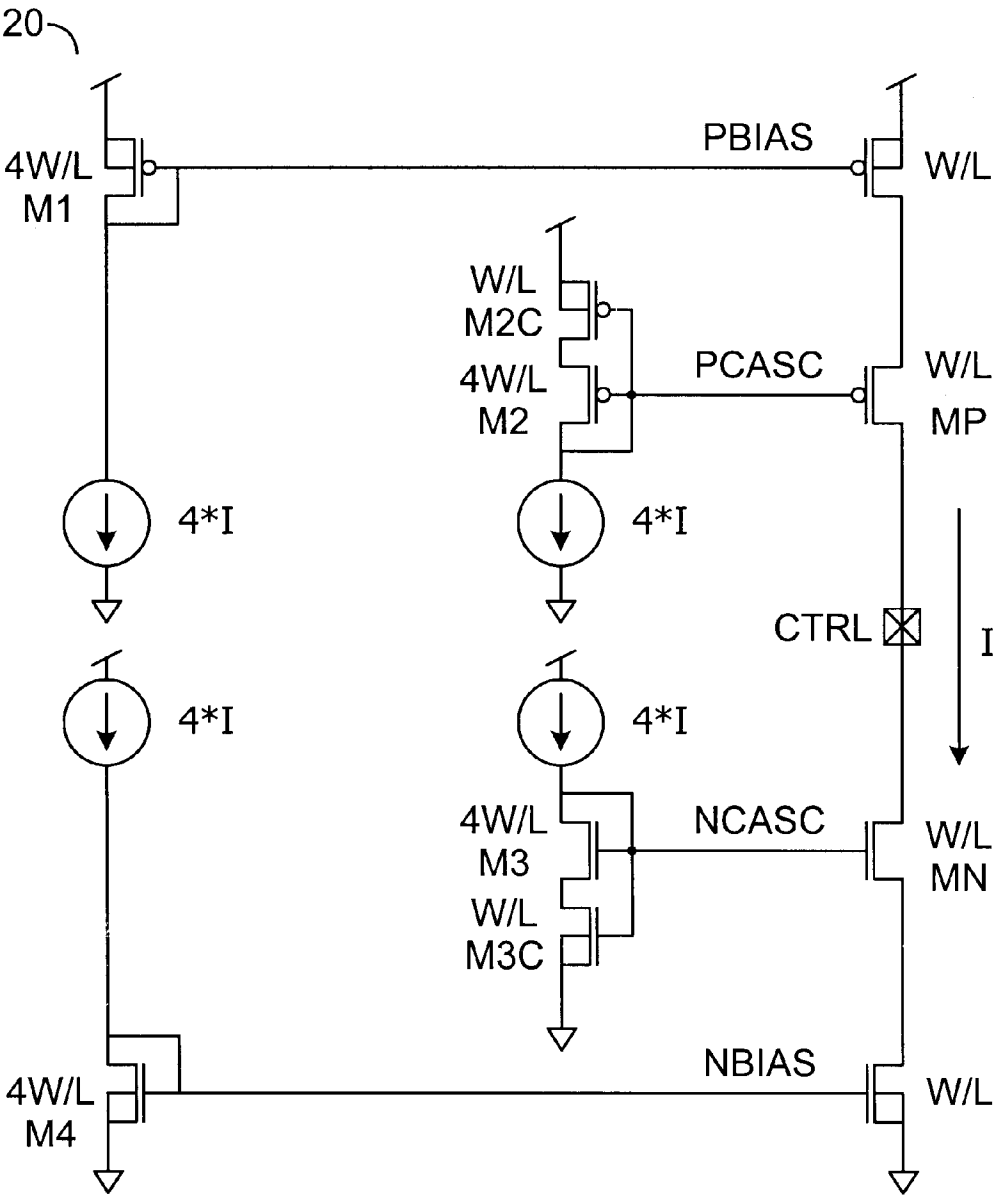 20
PBIAS
4W/L
M1
W/L
W/L
M2C
4W/L
M2
PCASC
W/L
MP
4*I
4*I
CTRL
I
4*I
4*I
4W/L
M3
NCASC
W/L
MN
W/L
M3C
NBIAS
4W/L
M4
W/L